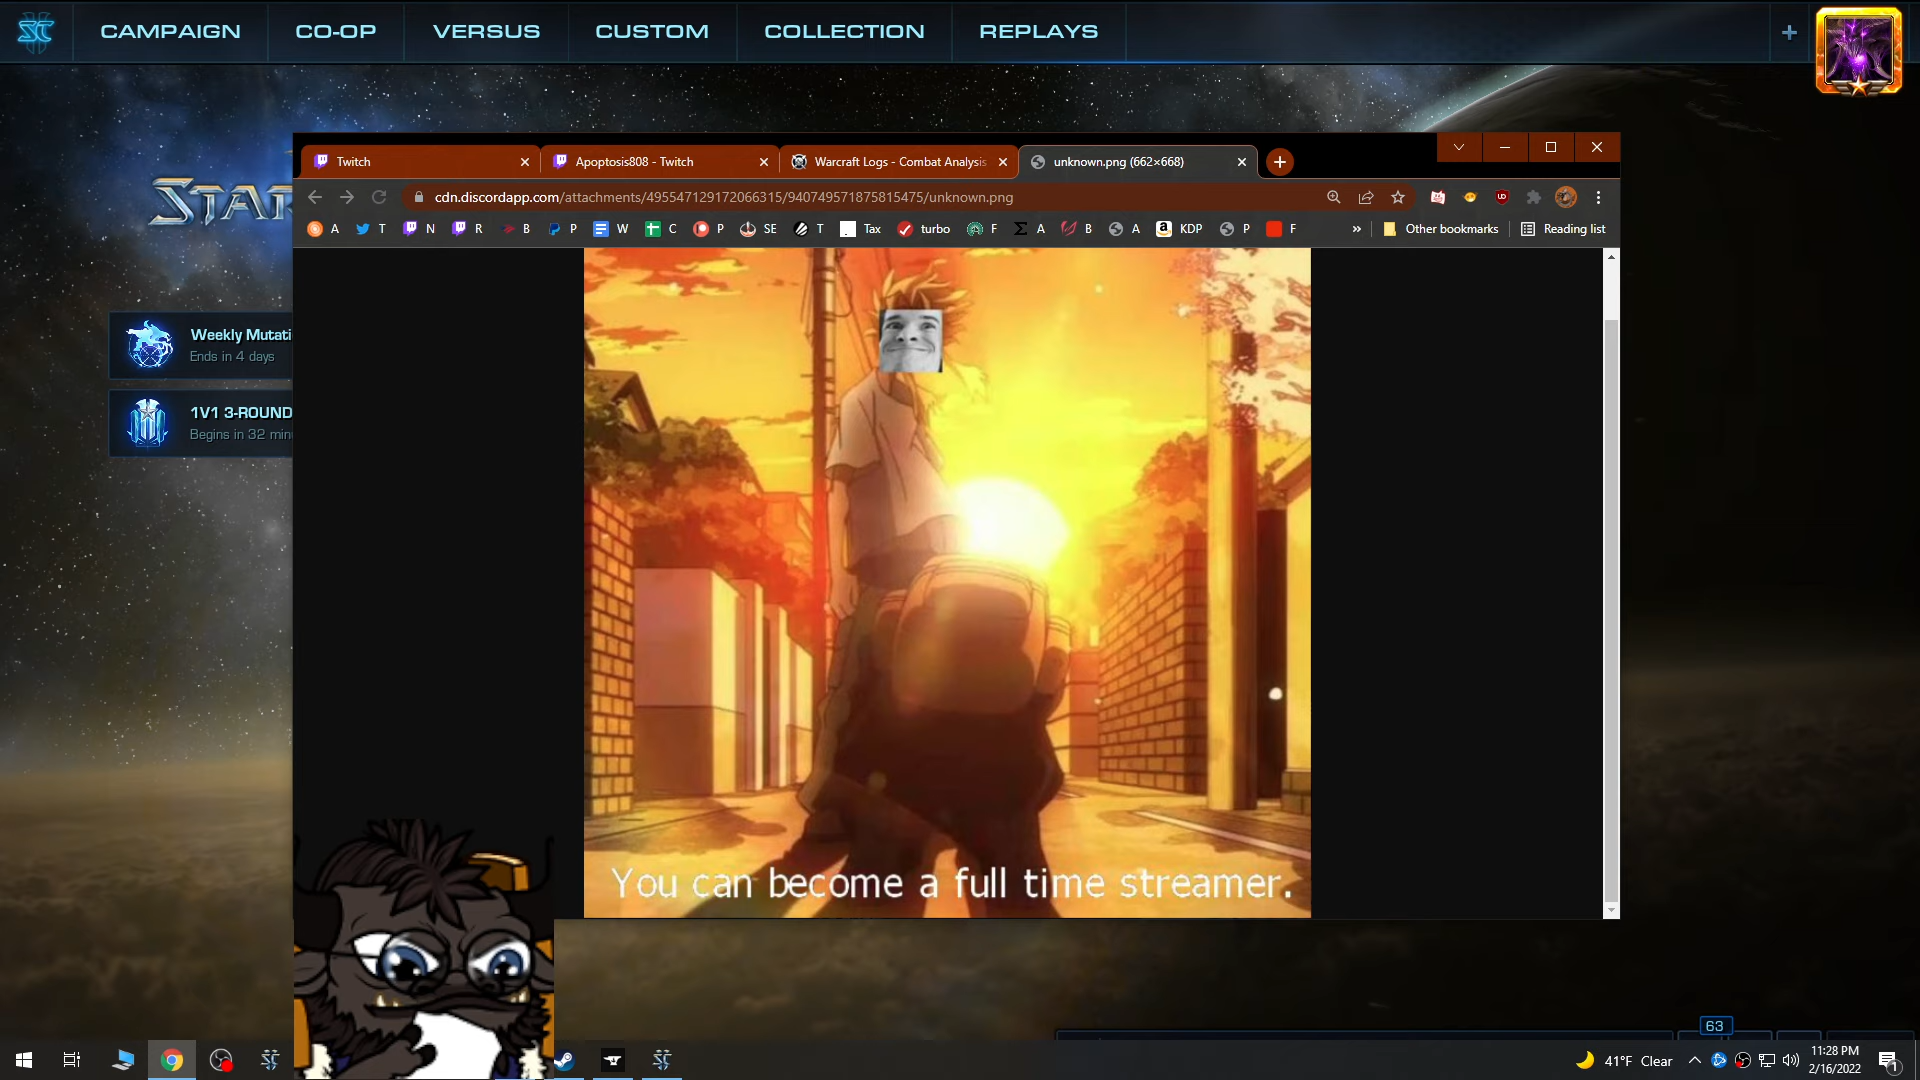 CAMPAIGN CO-OP VERSUS CUSTOM COLLECTION REPLAYS
Twitch Apoptosis808 - Twitch Warcraft Logs - Combat Analysis unknown.png (662×668)
cdn.discordapp.com/attachments/495547129172066315/940749571875815475/unknown.png
A T N R B P W C P SE T Tax turbo F A B A KDP P F » Other bookmarks Reading list
STAR
Weekly Mutati
Ends in 4 days
1V1 3-ROUND
Begins in 32 min
You can become a full time streamer.
63
41°F Clear
11:28 PM
2/16/2022
1